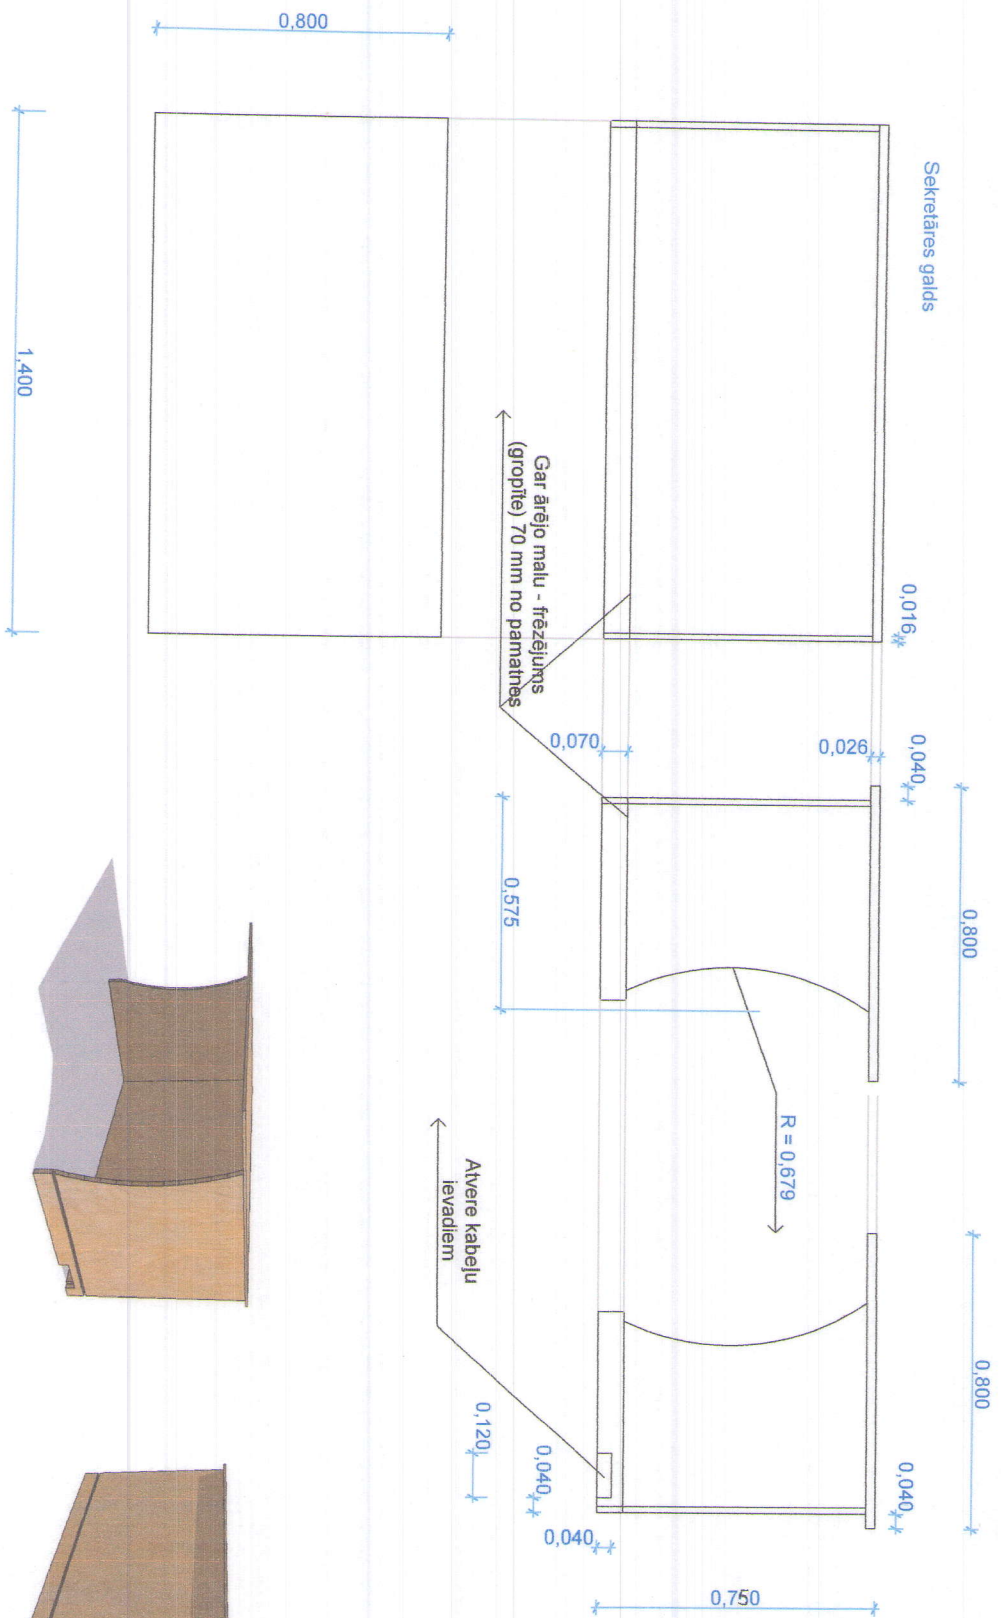 Sekretāres galds
0,016
0,040
0,800
0,026
0,070
0,575
R = 0,679
Gar ārējo malu - frēzējums
(gropīte) 70 mm no pamatnes
0,800
1,400
Atvere kabeļu
ievadiem
0,800
0,040
0,120
0,040
0,040
0,750